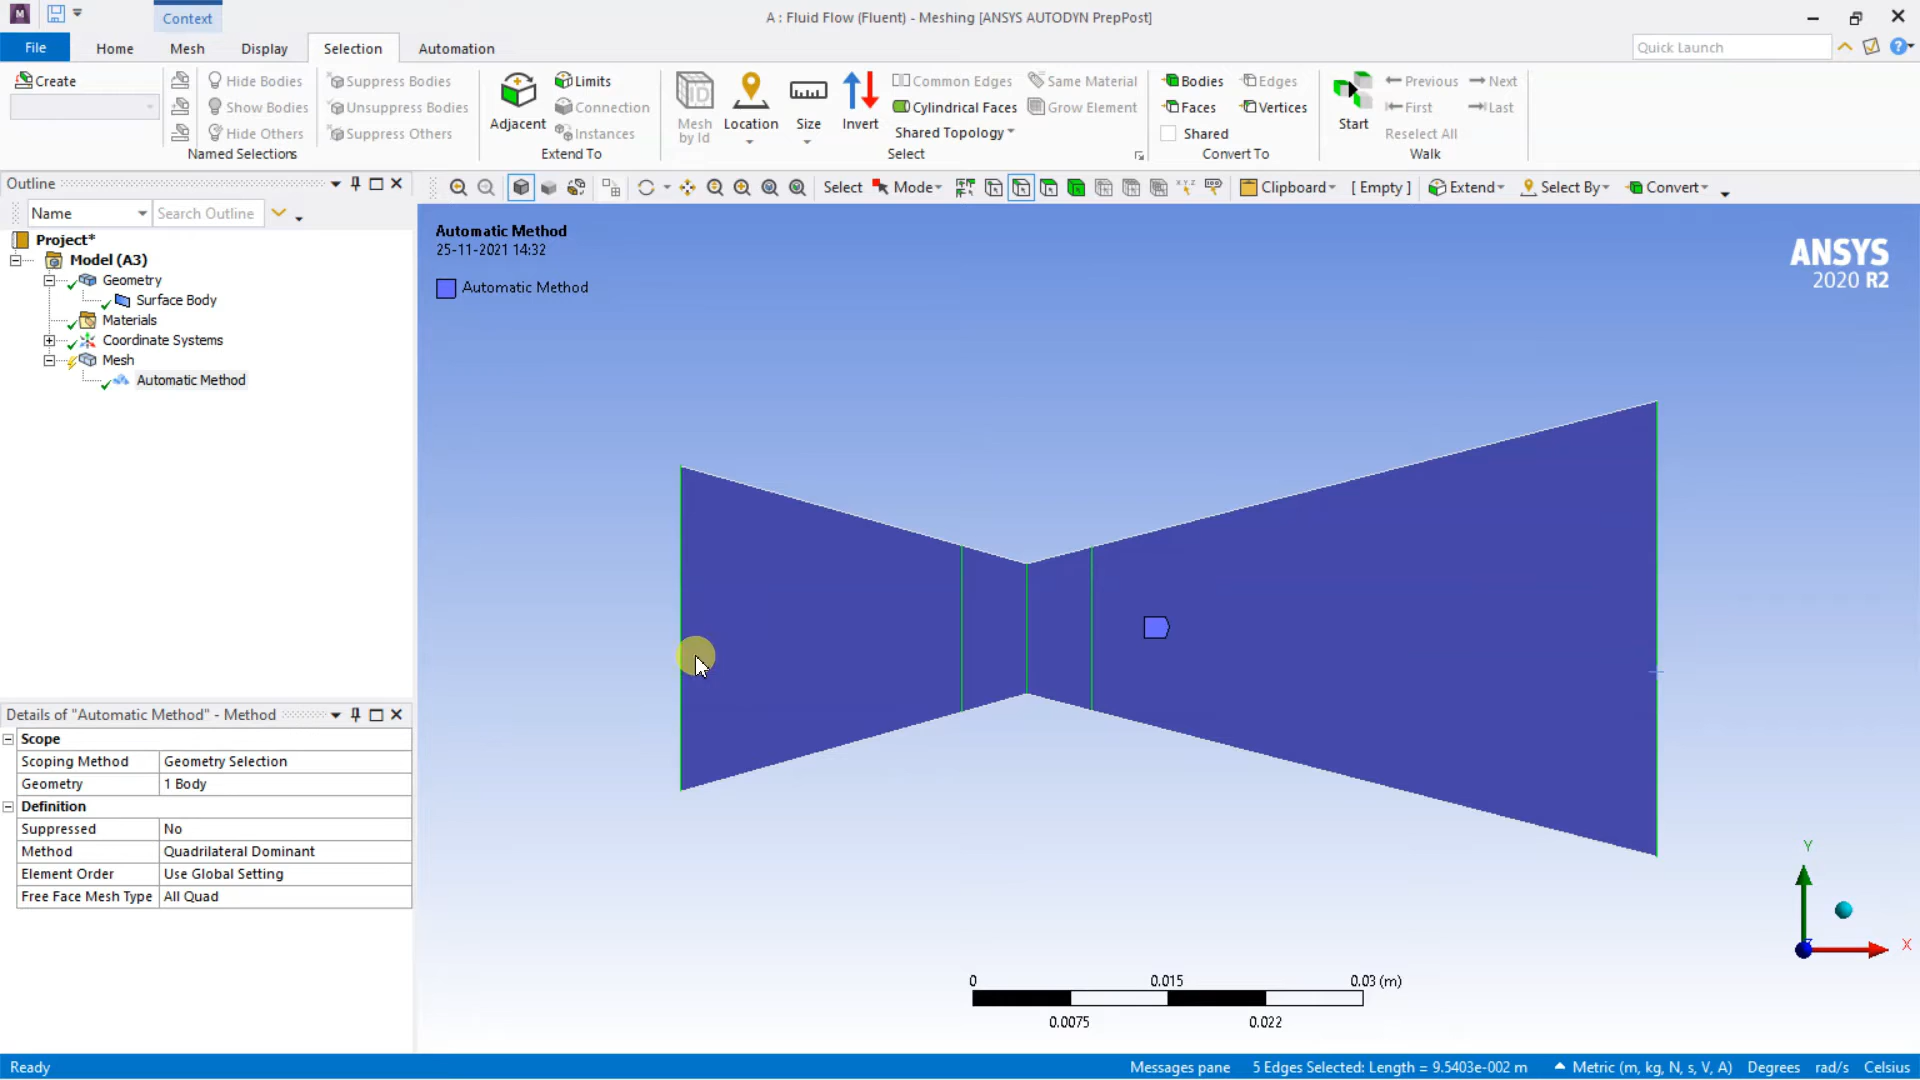 A : Fluid Flow (Fluent) - Meshing [ANSYS AUTODYN PrepPost]
Context
File Home Mesh Display Selection Automation
Quick Launch
Create
Hide Bodies
Show Bodies
Hide Others
Named Selections
Suppress Bodies
Unsuppress Bodies
Suppress Others
Adjacent
Limits
Connection
Instances
Extend To
Mesh by Id
Location
Size
Invert
Common Edges
Cylindrical Faces
Shared Topology
Same Material
Grow Element
Select
Bodies
Edges
Faces
Vertices
Shared
Convert To
Start
Previous Next
First Last
Reselect All
Walk
Outline
Name
Search Outline
Select Mode
Clipboard [ Empty ] Extend Select By Convert
Project*
Model (A3)
Geometry
Surface Body
Materials
Coordinate Systems
Mesh
Automatic Method
Details of "Automatic Method" - Method
Scope
Scoping Method Geometry Selection
Geometry 1 Body
Definition
Suppressed No
Method Quadrilateral Dominant
Element Order Use Global Setting
Free Face Mesh Type All Quad
Automatic Method
25-11-2021 14:32
Automatic Method
ANSYS
2020 R2
Y
X
0 0.015 0.03 (m)
0.0075 0.022
Ready
Messages pane
5 Edges Selected: Length = 9.5403e-002 m
Metric (m, kg, N, s, V, A) Degrees rad/s Celsius